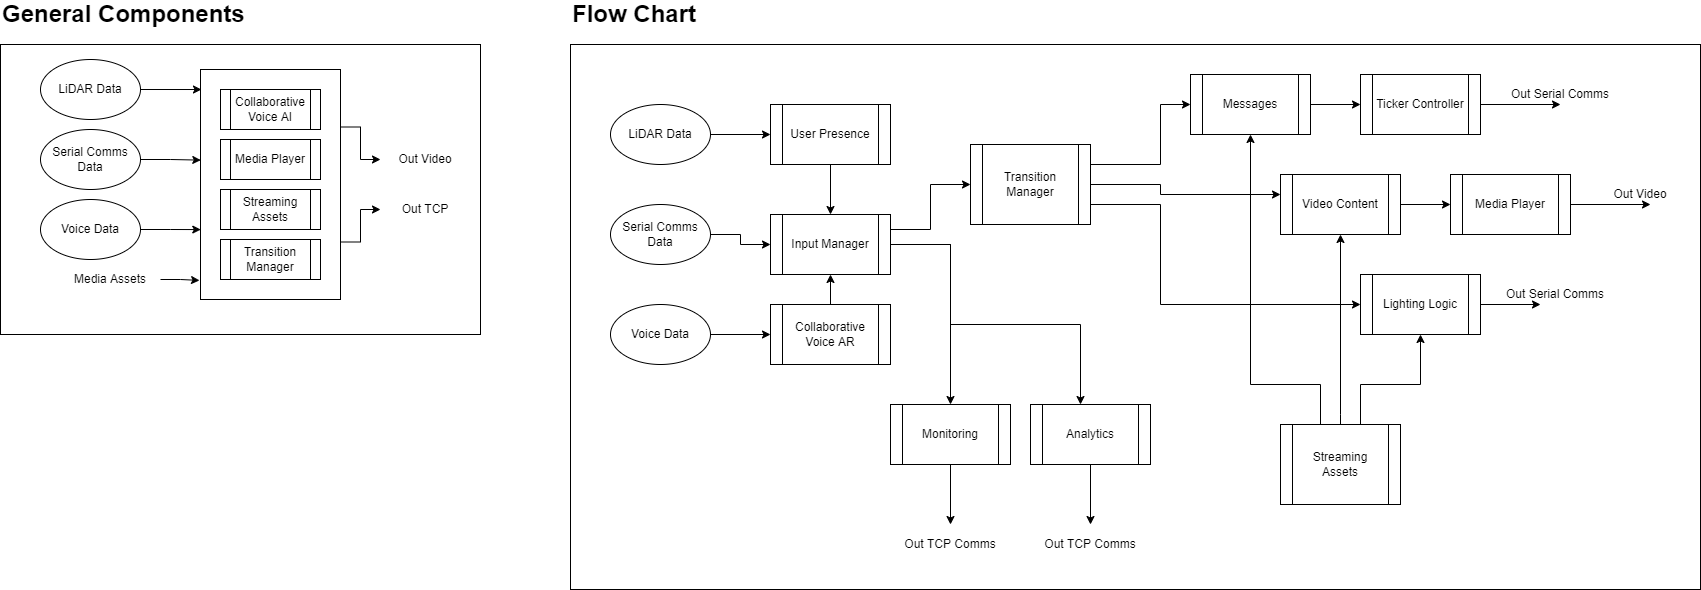 General Components
LiDAR Data
Serial Comms
Data
Voice Data
Media Assets
Collaborative
Voice AI
Media Player
Streaming
Assets
Transition
Manager
Out Video
Out TCP
Flow Chart
LiDAR Data
User Presence
Serial Comms
Data
Input Manager
Voice Data
Collaborative
Voice AR
Transition
Manager
Messages
Ticker Controller
Out Serial Comms
Video Content
Media Player
Out Video
Lighting Logic
Out Serial Comms
Monitoring
Analytics
Streaming
Assets
Out TCP Comms
Out TCP Comms